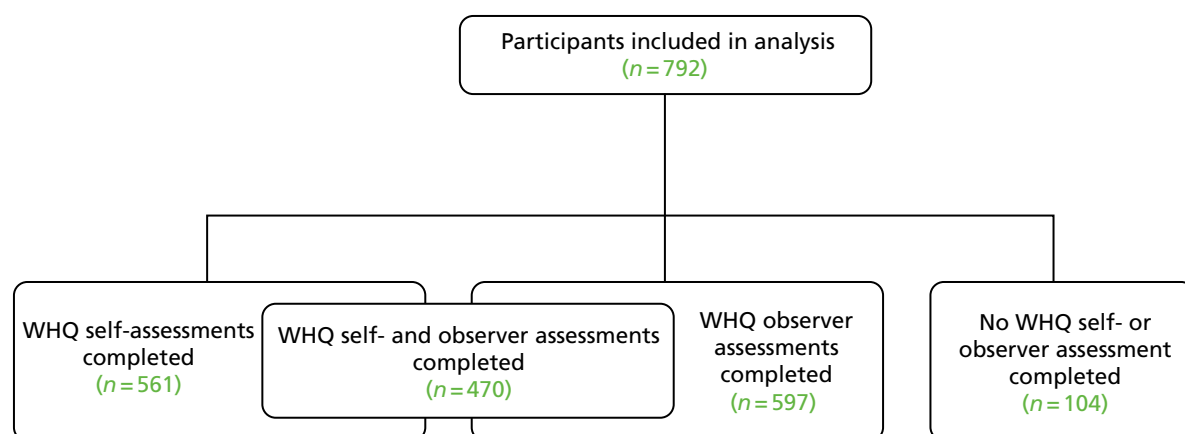 Participants included in analysis
(n = 792)
WHQ self-assessments
completed
(n = 561)
WHQ self- and observer assessments
completed
(n = 470)
WHQ observer
assessments
completed
(n = 597)
No WHQ self- or
observer assessment
completed
(n = 104)